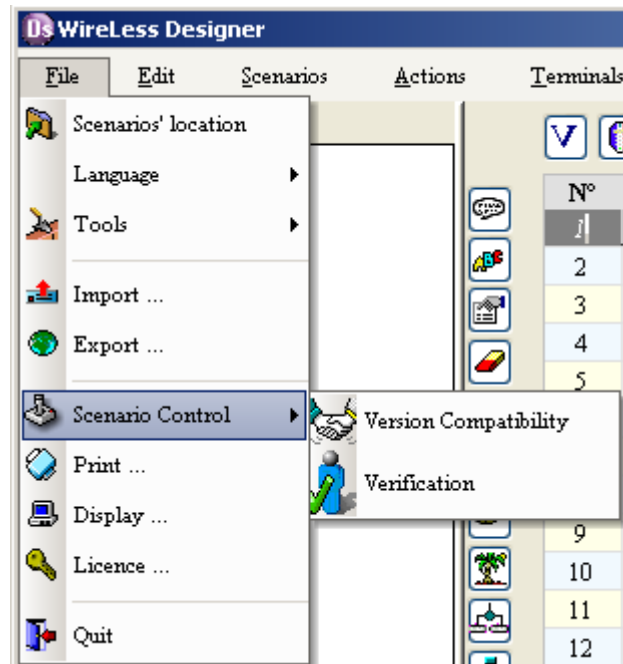 Ds WireLess Designer
File Edit Scenarios Actions Terminals
Scenarios' location
Language
Tools
Import ...
Export ...
Scenario Control
Version Compatibility
Verification
Print ...
Display ...
Licence ...
Quit
V
N°
1
2
3
4
5
9
10
11
12